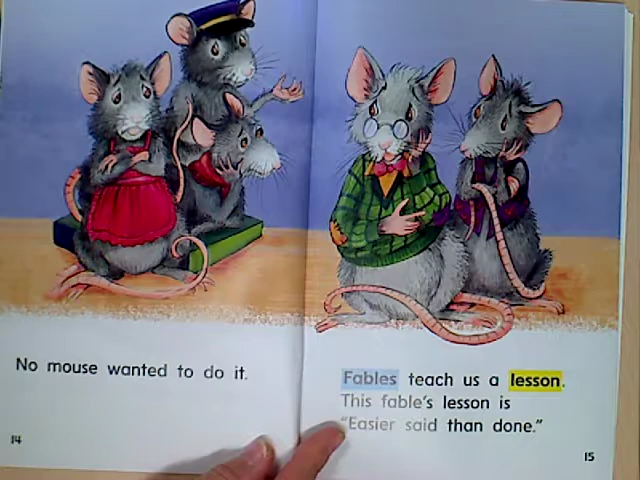 No mouse wanted to do it.
14
Fables teach us a lesson.
This fable's lesson is
"Easier said than done."
15